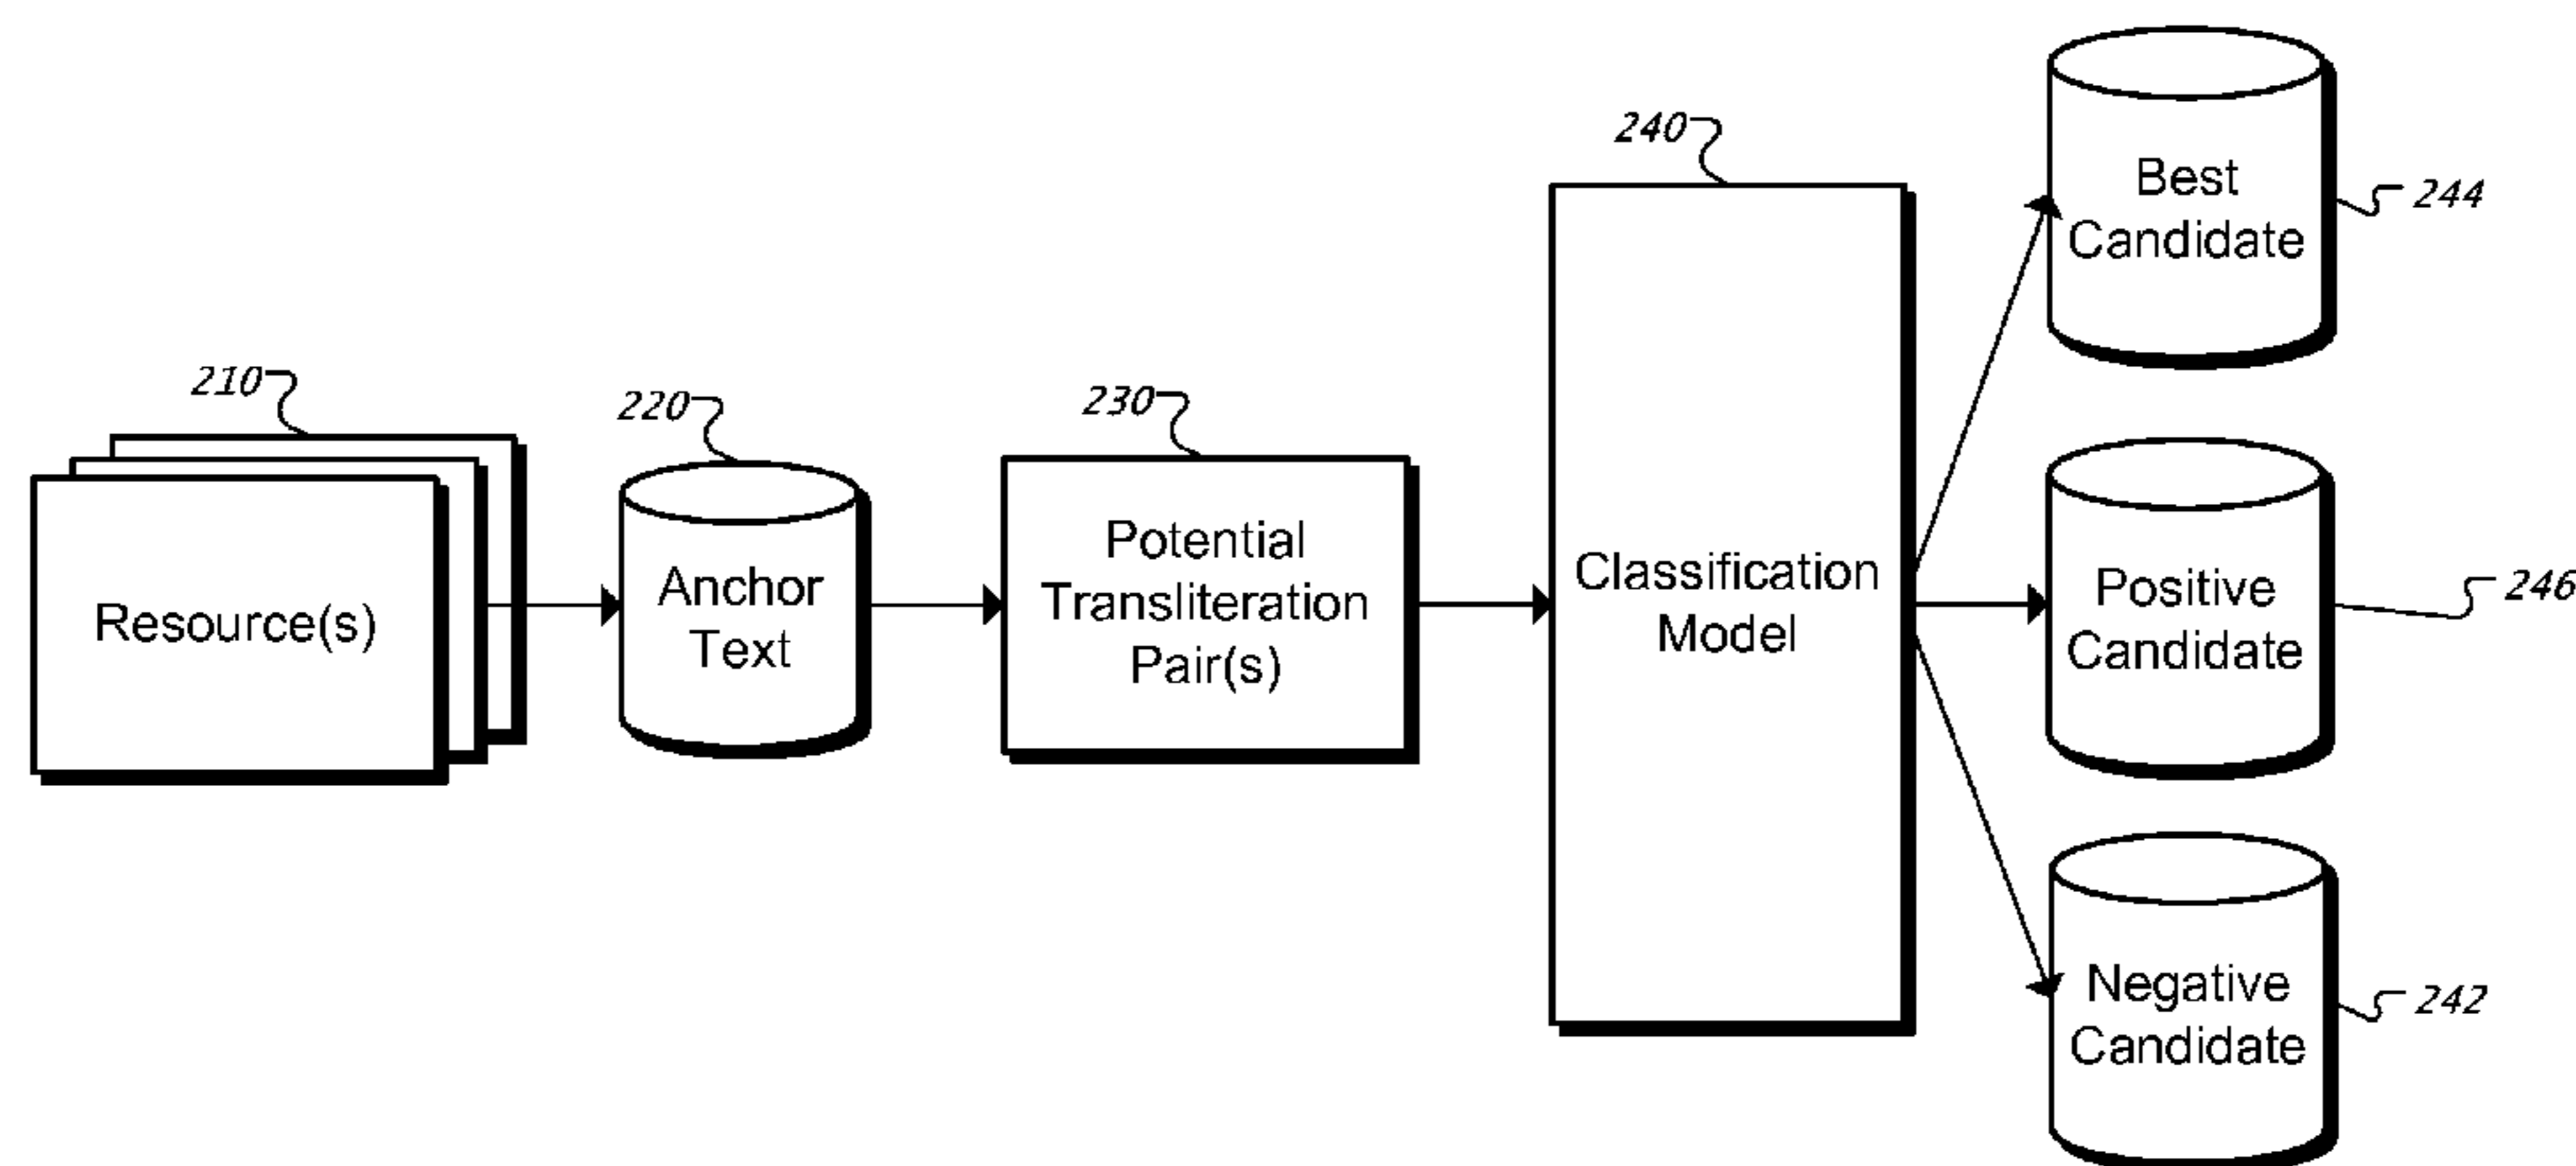 210
Resource(s)
220
Anchor
Text
230
Potential
Transliteration
Pair(s)
240
Classification
Model
Best
Candidate
244
Positive
Candidate
246
Negative
Candidate
242